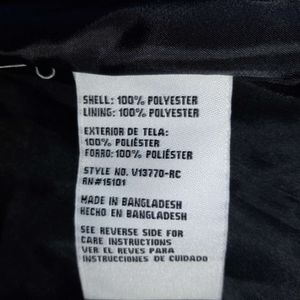 SHELL: 100% POLYESTER
LINING: 100% POLYESTER
EXTERIOR DE TELA:
100% POLIÉSTER
FORRO: 100% POLIÉSTER
STYLE NO. V13770-RC
RN#15101
MADE IN BANGLADESH
HECHO EN BANGLADESH
SEE REVERSE SIDE FOR
CARE INSTRUCTIONS
VER EL REVES PARA
INSTRUCCIONES DE CUIDADO